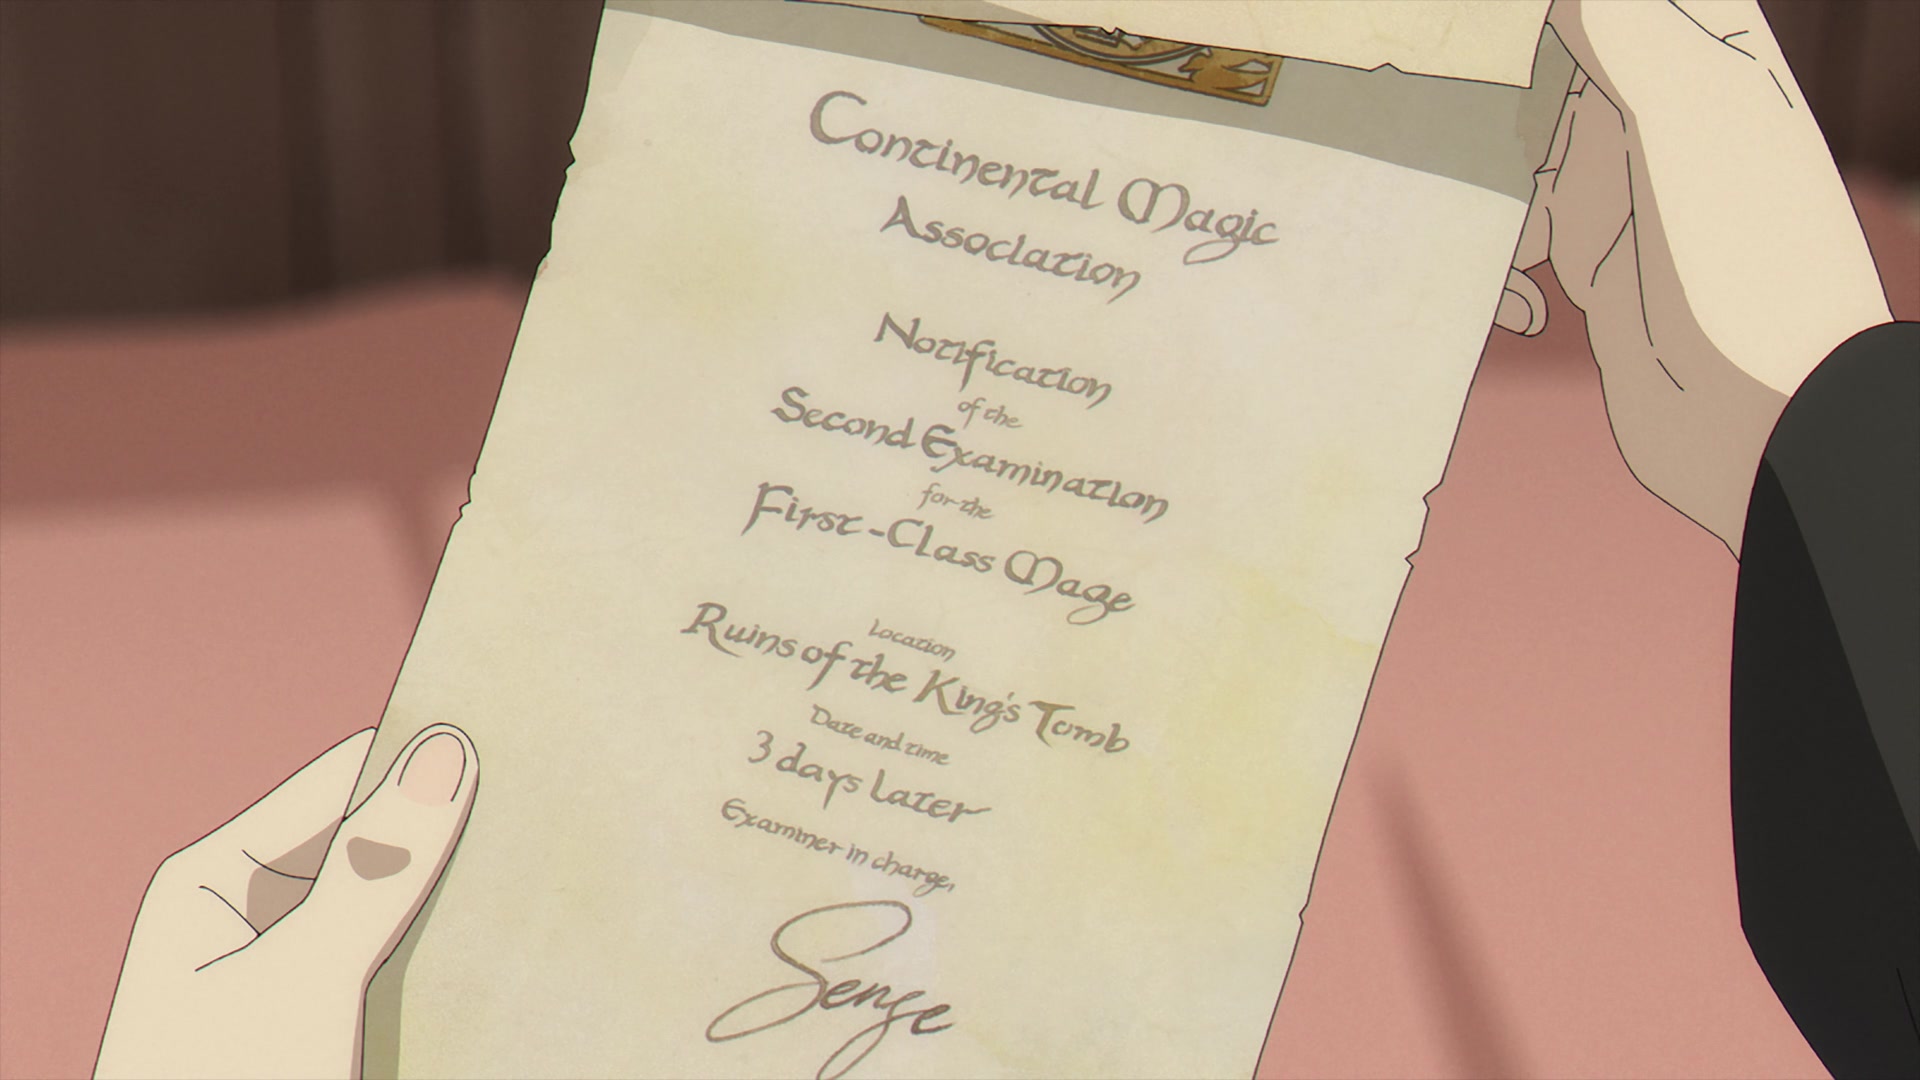 Continental Magic
Association
Notification
of the
Second Examination
for the
First-Class Mage
Location
Ruins of the King's Tomb
Date and time
3 days later
Examiner in charge,
Sense